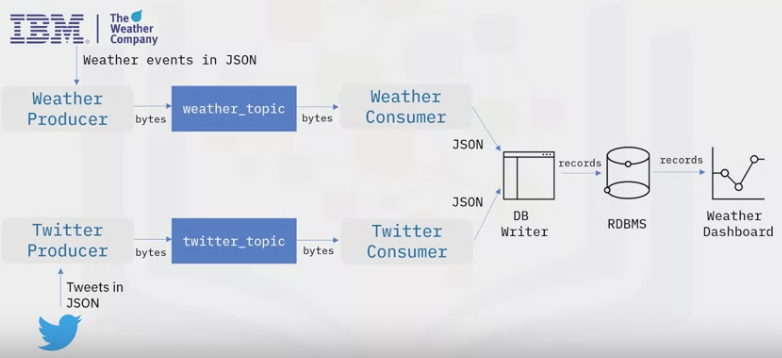 IBM.
The
Weather
Company
Weather events in JSON
Weather
Producer
bytes
weather_topic
bytes
Weather
Consumer
JSON
Twitter
Producer
bytes
twitter_topic
bytes
Twitter
Consumer
JSON
Tweets in
JSON
DB
Writer
records
RDBMS
records
Weather
Dashboard